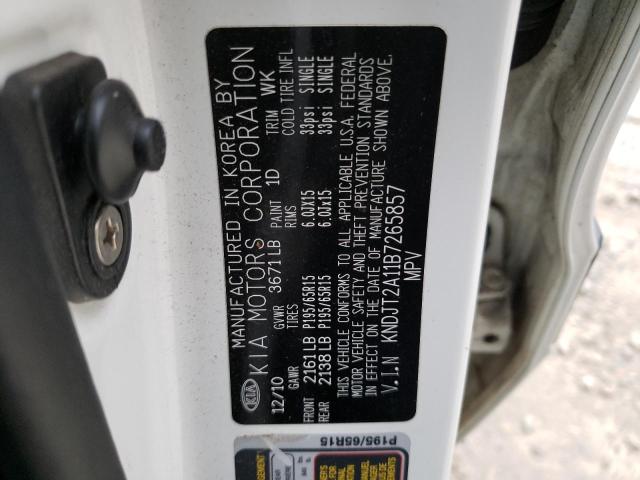 MANUFACTURED IN KOREA BY
KIA KIA MOTORS CORPORATION
12/10 GVWR 3671LB PAINT 1D TRIM WK
GAWR TIRES RIMS COLD TIRE INFL
FRONT 2161LB P195/65R15 6.0JX15 33psi SINGLE
REAR 2138LB P195/65R15 6.0Jx15 33psi SINGLE
THIS VEHICLE CONFORMS TO ALL APPLICABLE U.S.A. FEDERAL
MOTOR VEHICLE SAFETY AND THEFT PREVENTION STANDARDS
IN EFFECT ON THE DATE OF MANUFACTURE SHOWN ABOVE.
V.I.N KNDJT2A11B7265857
MPV
P195/65R15